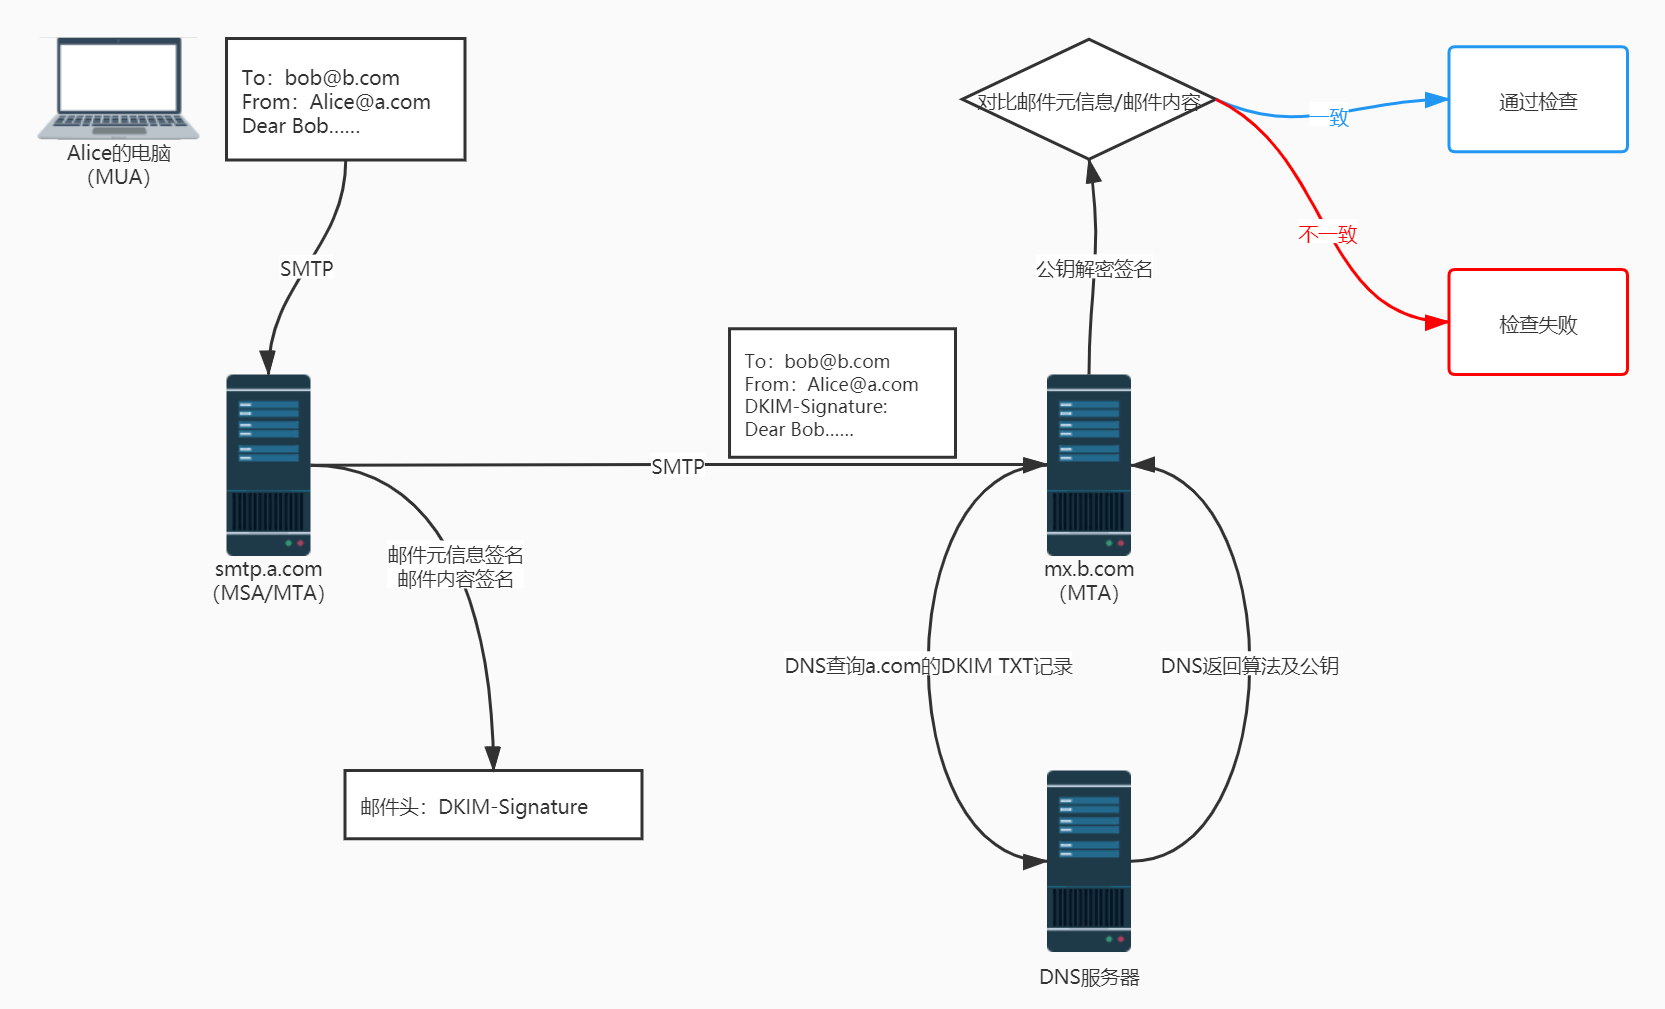 To：bob@b.com
From：Alice@a.com
Dear Bob......
Alice的电脑
（MUA）
SMTP
smtp.a.com
（MSA/MTA）
邮件元信息签名
邮件内容签名
邮件头：DKIM-Signature
SMTP
To：bob@b.com
From：Alice@a.com
DKIM-Signature:
Dear Bob......
mx.b.com
（MTA）
DNS查询a.com的DKIM TXT记录
DNS返回算法及公钥
DNS服务器
公钥解密签名
对比邮件元信息/邮件内容
一致
通过检查
不一致
检查失败